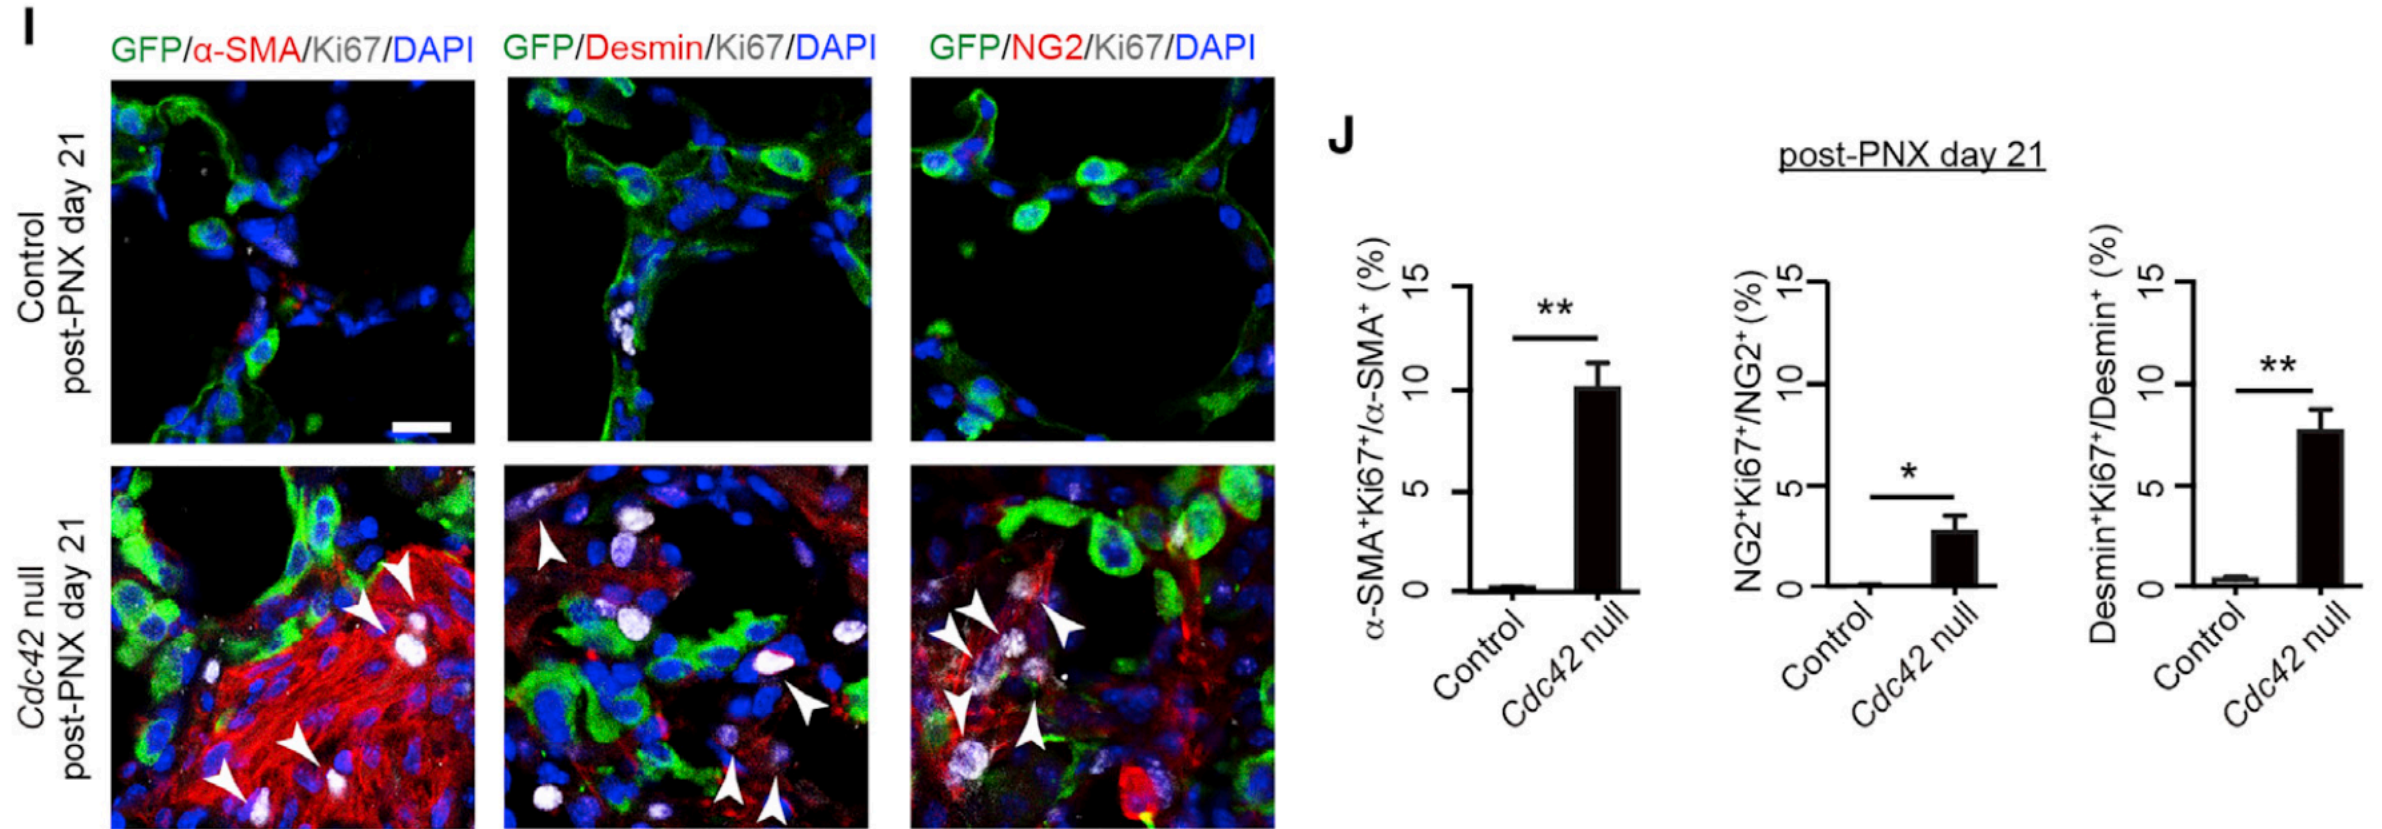 I
GFP/α-SMA/Ki67/DAPI
GFP/Desmin/Ki67/DAPI
GFP/NG2/Ki67/DAPI
Control
post-PNX day 21
Cdc42 null
post-PNX day 21
J
post-PNX day 21
α-SMA⁺Ki67⁺/α-SMA⁺ (%)
15
10
5
0
**
Control
Cdc42 null
NG2⁺Ki67⁺/NG2⁺ (%)
15
10
5
0
*
Control
Cdc42 null
Desmin⁺Ki67⁺/Desmin⁺ (%)
15
10
5
0
**
Control
Cdc42 null